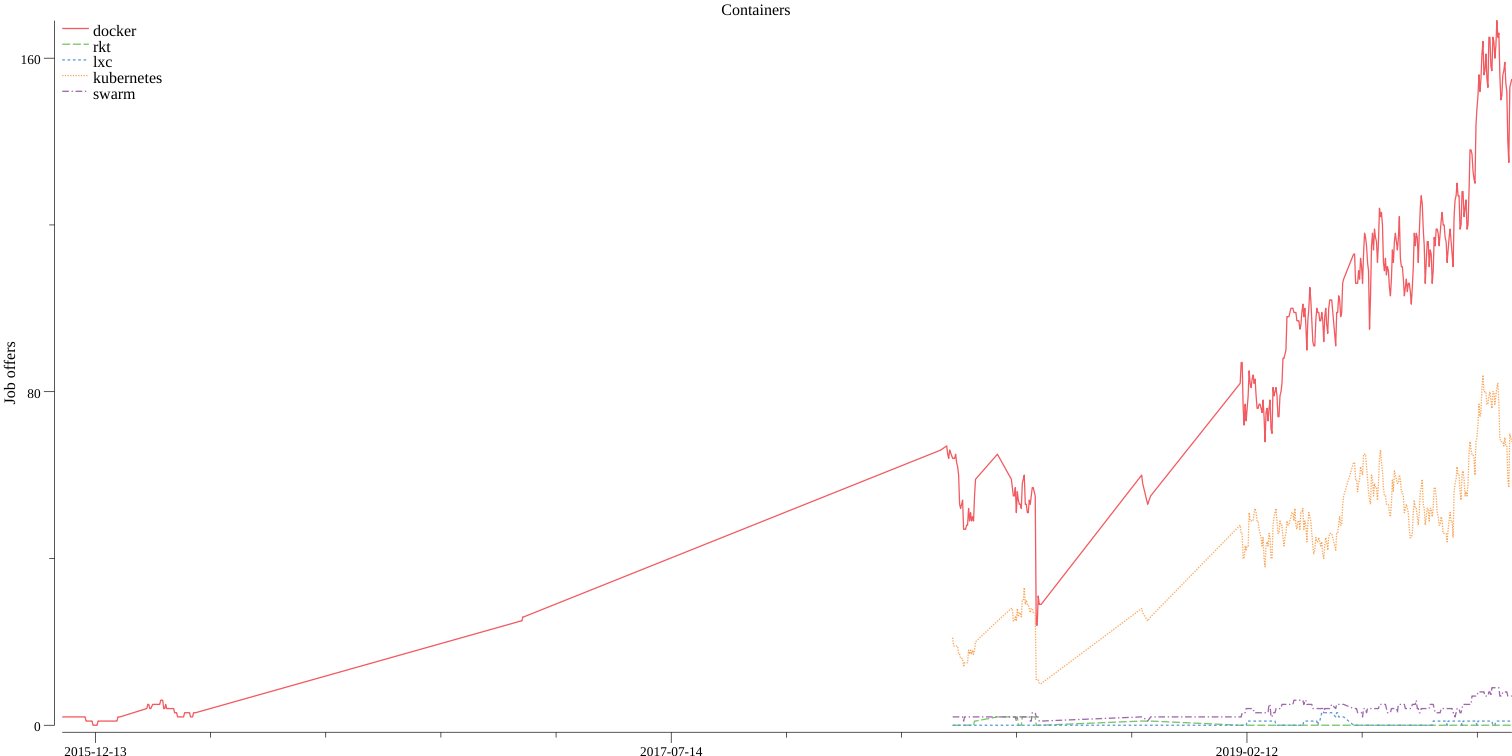 Containers
docker
rkt
lxc
kubernetes
swarm
160
80
0
Job offers
2015-12-13
2017-07-14
2019-02-12